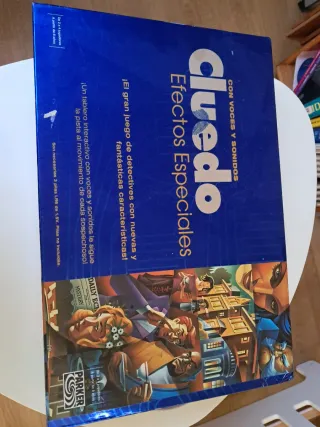 CON VOCES Y SONIDOS
Cluedo
Efectos Especiales
¡El gran juego de detectives con nuevas y
fantásticas características!
¡Un tablero interactivo con voces y sonidos le sigue
la pista al movimiento de cada sospechoso!
PARKER